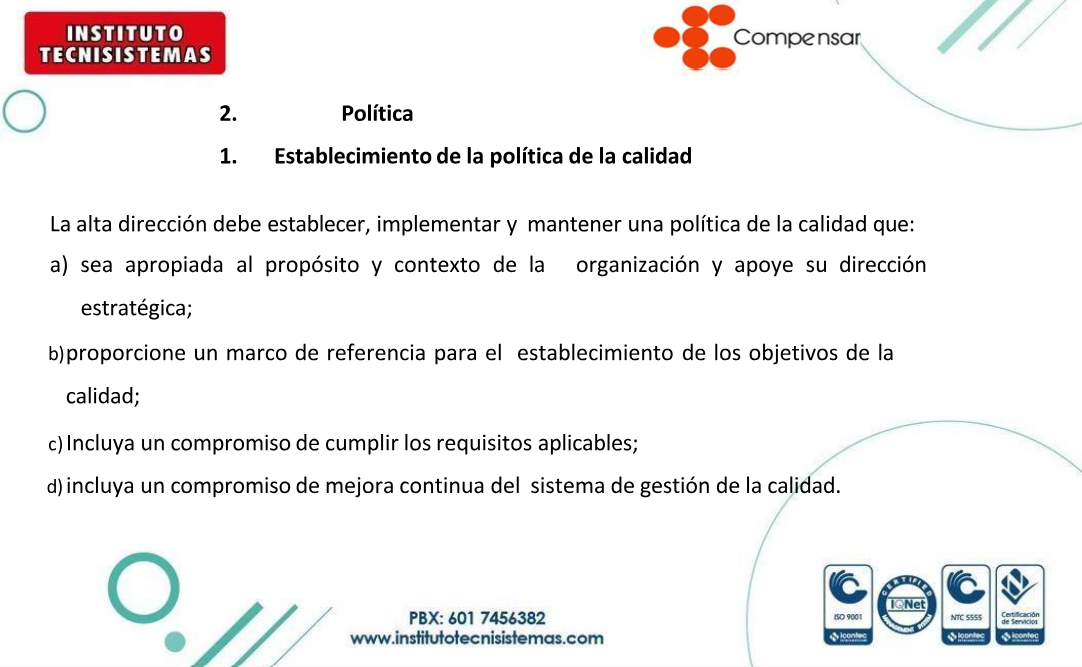 INSTITUTO
TECNISISTEMAS
Compensar
2. Política
1. Establecimiento de la política de la calidad
La alta dirección debe establecer, implementar y mantener una política de la calidad que:
a) sea apropiada al propósito y contexto de la organización y apoye su dirección
estratégica;
b)proporcione un marco de referencia para el establecimiento de los objetivos de la
calidad;
c) Incluya un compromiso de cumplir los requisitos aplicables;
d) incluya un compromiso de mejora continua del sistema de gestión de la calidad.
PBX: 601 7456382
www.institutotecnisistemas.com
ISO 9001
icontec
CERTIFIED
IQNet
MANAGEMENT SYSTEM
NTC 5555
icontec
Certificación
de Servicios
icontec